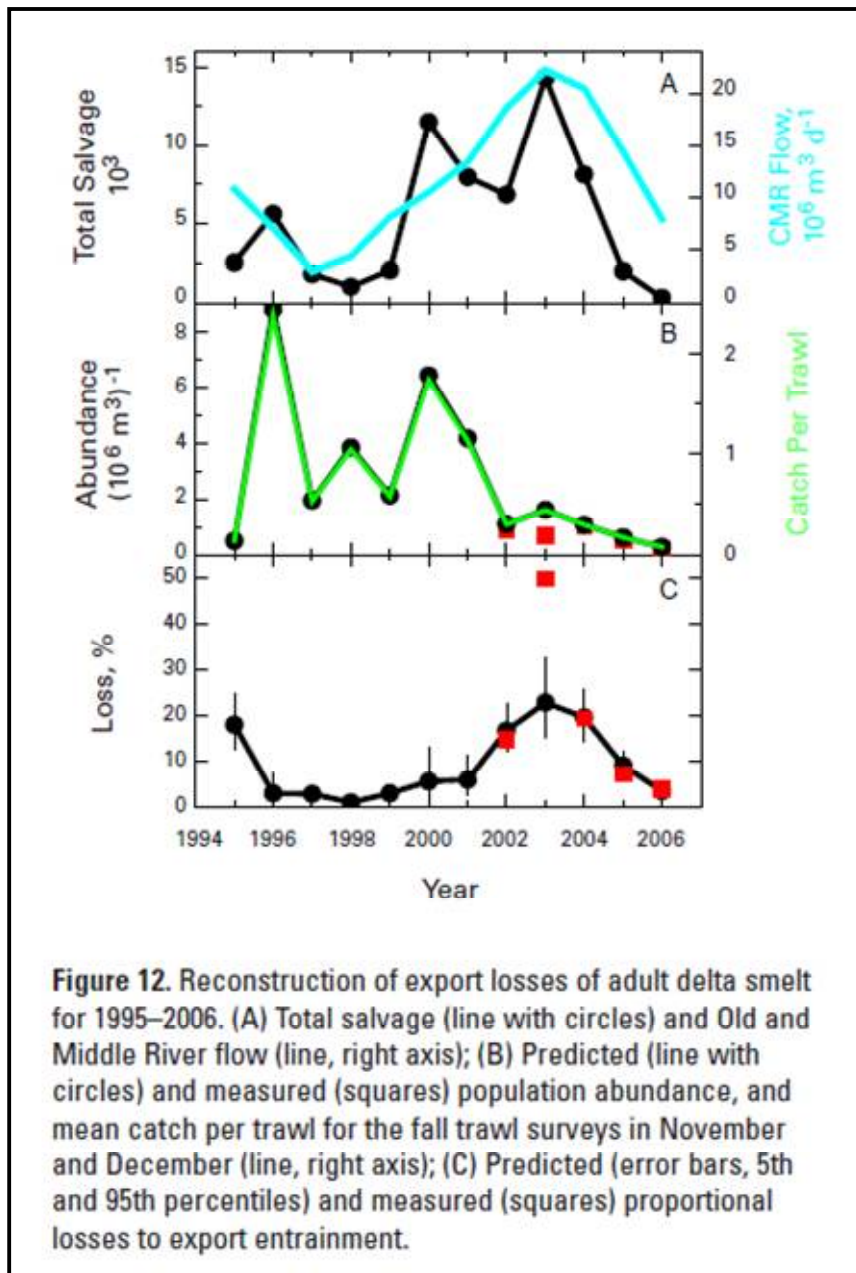 15
10
5
0
Total Salvage
10³
A
20
15
10
5
0
CMR Flow,
10⁶ m³ d⁻¹
8
6
4
2
0
Abundance
(10⁶ m³)⁻¹
B
2
1
0
Catch Per Trawl
50
40
30
20
10
0
Loss, %
C
1994 1996 1998 2000 2002 2004 2006
Year
Figure 12. Reconstruction of export losses of adult delta smelt
for 1995–2006. (A) Total salvage (line with circles) and Old and
Middle River flow (line, right axis); (B) Predicted (line with
circles) and measured (squares) population abundance, and
mean catch per trawl for the fall trawl surveys in November
and December (line, right axis); (C) Predicted (error bars, 5th
and 95th percentiles) and measured (squares) proportional
losses to export entrainment.